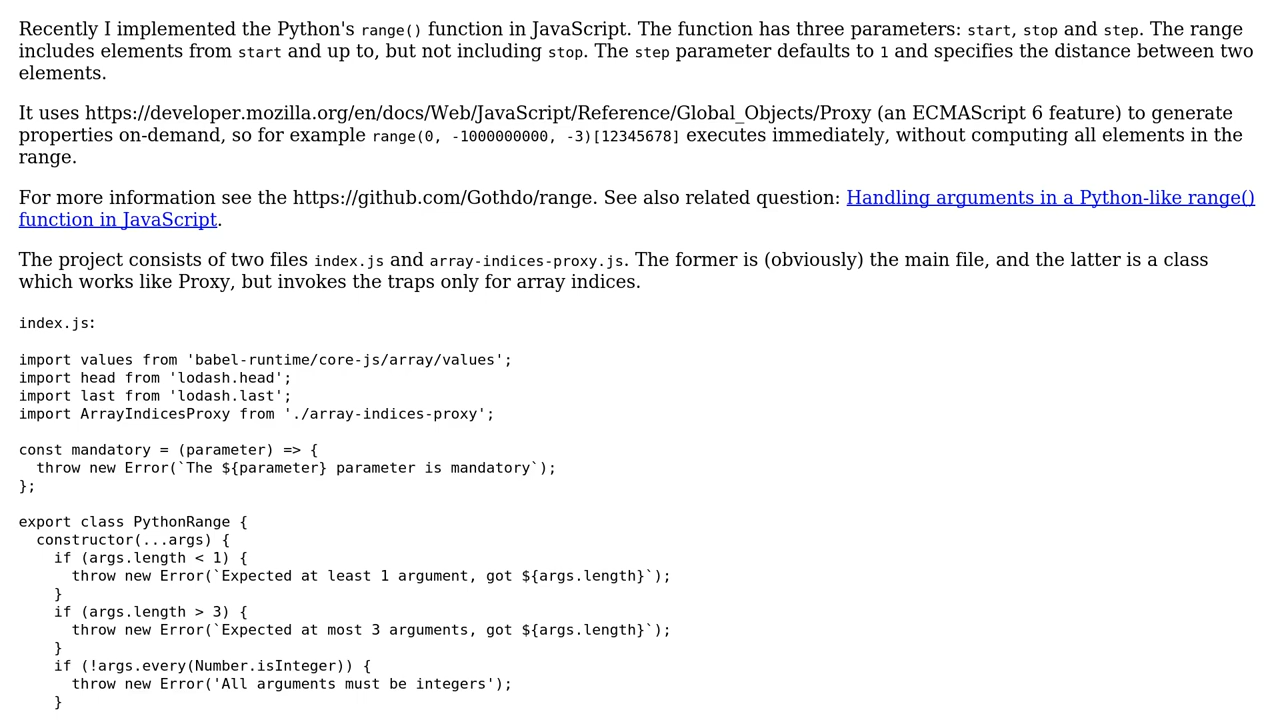 Recently I implemented the Python's range() function in JavaScript. The function has three parameters: start, stop and step. The range
includes elements from start and up to, but not including stop. The step parameter defaults to 1 and specifies the distance between two
elements.
It uses https://developer.mozilla.org/en/docs/Web/JavaScript/Reference/Global_Objects/Proxy (an ECMAScript 6 feature) to generate
properties on-demand, so for example range(0, -1000000000, -3)[12345678] executes immediately, without computing all elements in the
range.
For more information see the https://github.com/Gothdo/range. See also related question: Handling arguments in a Python-like range()
function in JavaScript.
The project consists of two files index.js and array-indices-proxy.js. The former is (obviously) the main file, and the latter is a class
which works like Proxy, but invokes the traps only for array indices.
index.js:
import values from 'babel-runtime/core-js/array/values';
import head from 'lodash.head';
import last from 'lodash.last';
import ArrayIndicesProxy from './array-indices-proxy';
const mandatory = (parameter) => {
  throw new Error(`The ${parameter} parameter is mandatory`);
};
export class PythonRange {
  constructor(...args) {
    if (args.length < 1) {
      throw new Error(`Expected at least 1 argument, got ${args.length}`);
    }
    if (args.length > 3) {
      throw new Error(`Expected at most 3 arguments, got ${args.length}`);
    }
    if (!args.every(Number.isInteger)) {
      throw new Error('All arguments must be integers');
    }